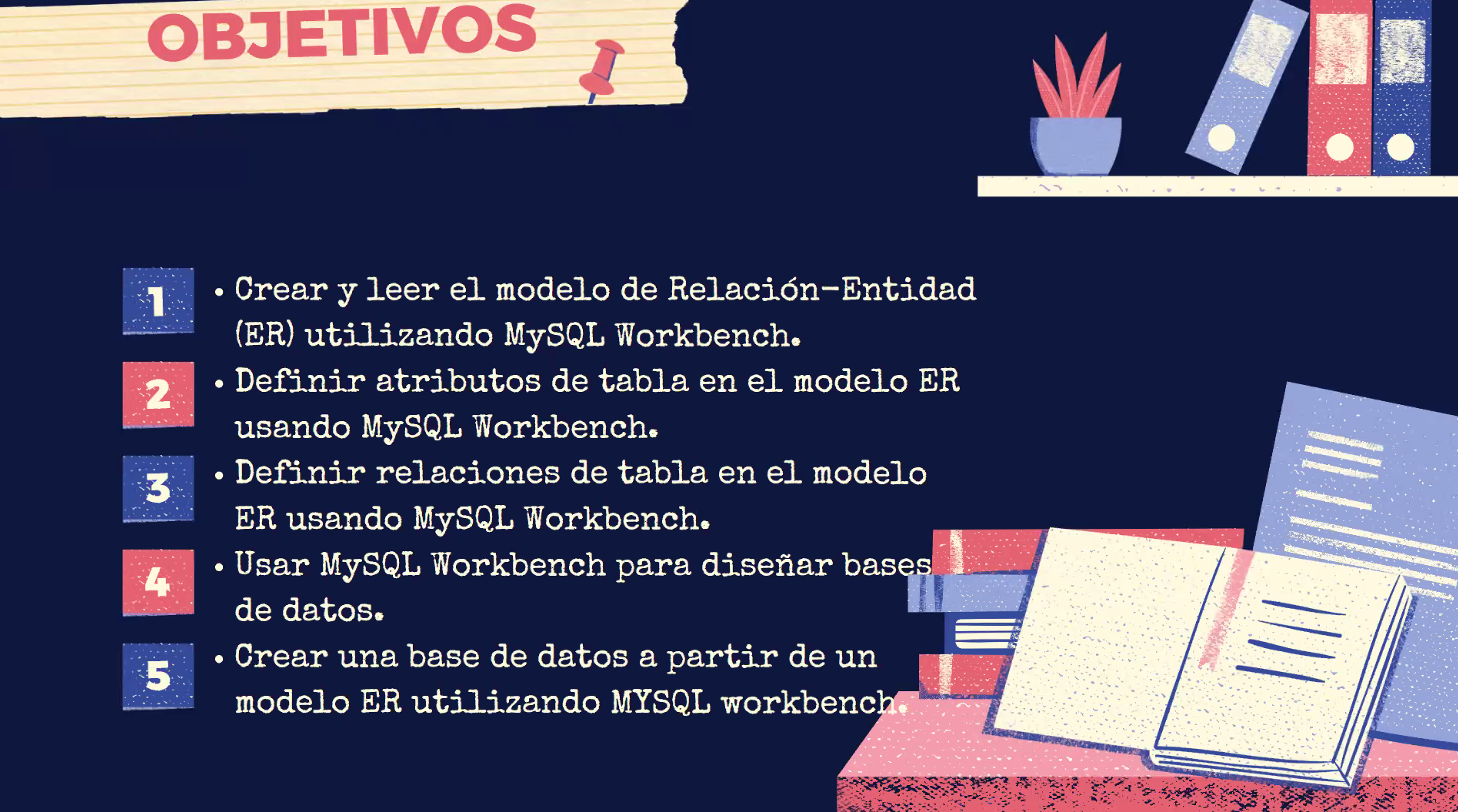 OBJETIVOS
1
• Crear y leer el modelo de Relación-Entidad
(ER) utilizando MySQL Workbench.
2
• Definir atributos de tabla en el modelo ER
usando MySQL Workbench.
3
• Definir relaciones de tabla en el modelo
ER usando MySQL Workbench.
4
• Usar MySQL Workbench para diseñar bases
de datos.
5
• Crear una base de datos a partir de un
modelo ER utilizando MYSQL workbench.